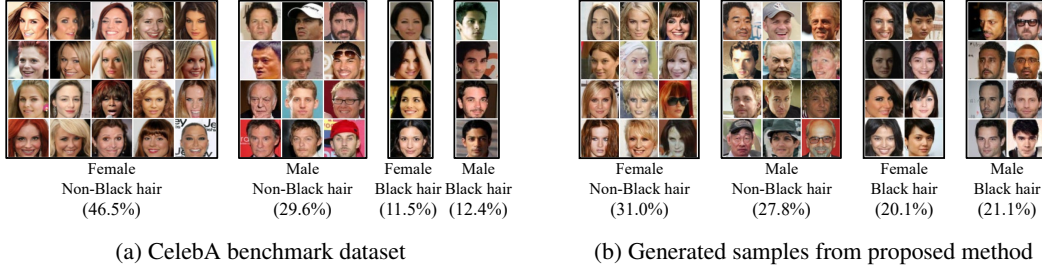 Female
Non-Black hair
(46.5%)
Male
Non-Black hair
(29.6%)
Female
Black hair
(11.5%)
Male
Black hair
(12.4%)
(a) CelebA benchmark dataset
Female
Non-Black hair
(31.0%)
Male
Non-Black hair
(27.8%)
Female
Black hair
(20.1%)
Male
Black hair
(21.1%)
(b) Generated samples from proposed method